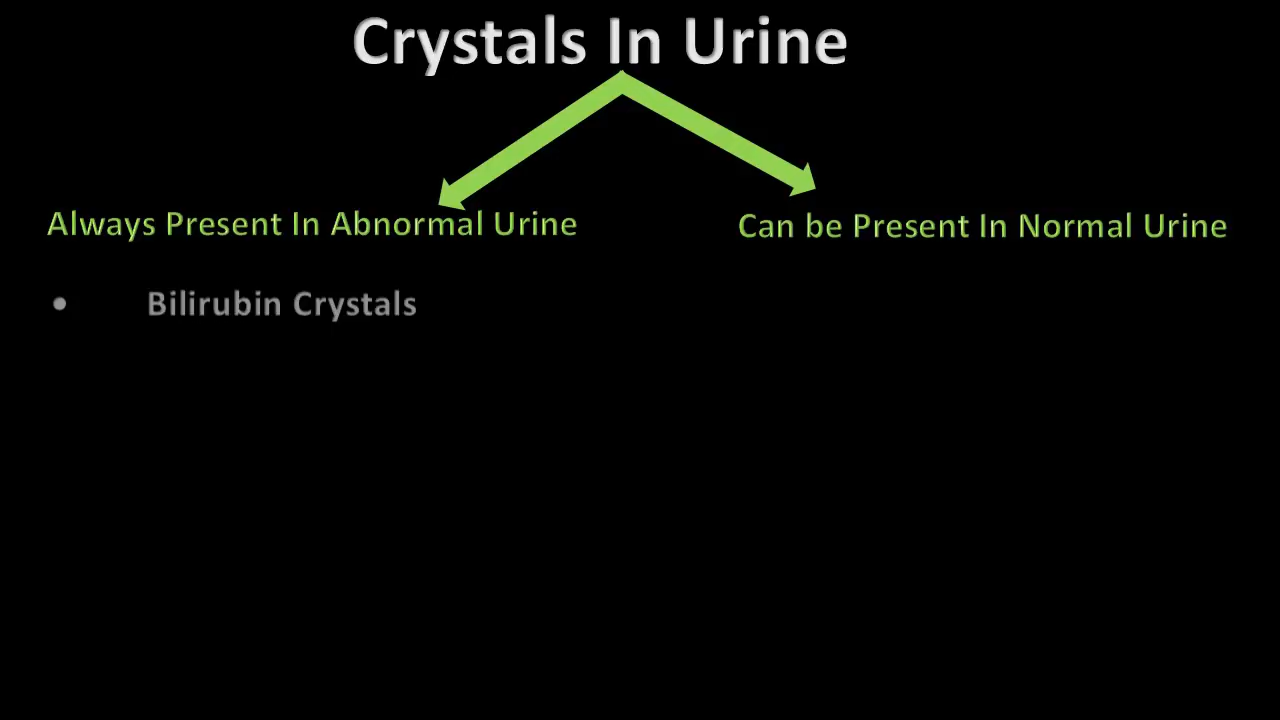 Crystals In Urine
Always Present In Abnormal Urine
Can be Present In Normal Urine
• Bilirubin Crystals